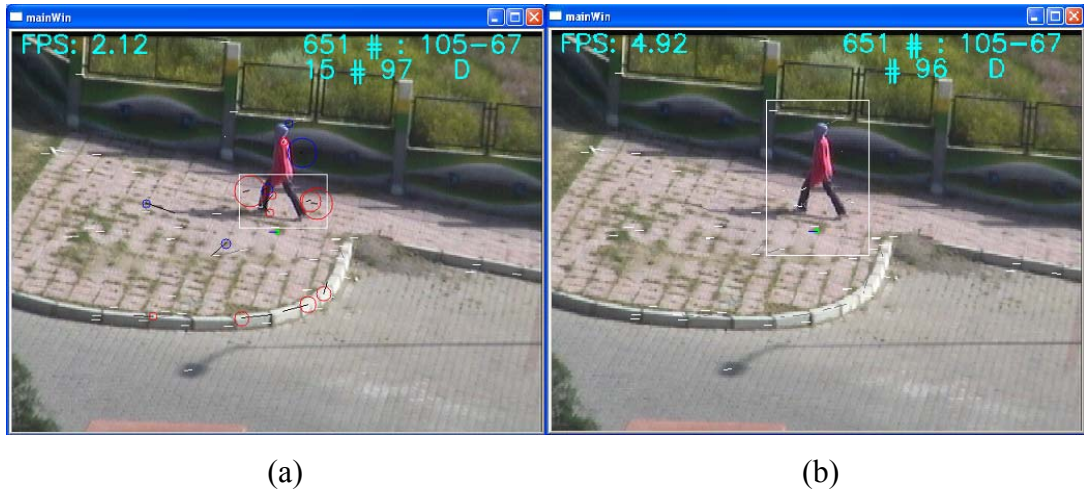 mainWin
FPS: 2.12 651 # : 105-67
15 # 97 D
mainWin
FPS: 4.92 651 # : 105-67
# 96 D
(a)
(b)